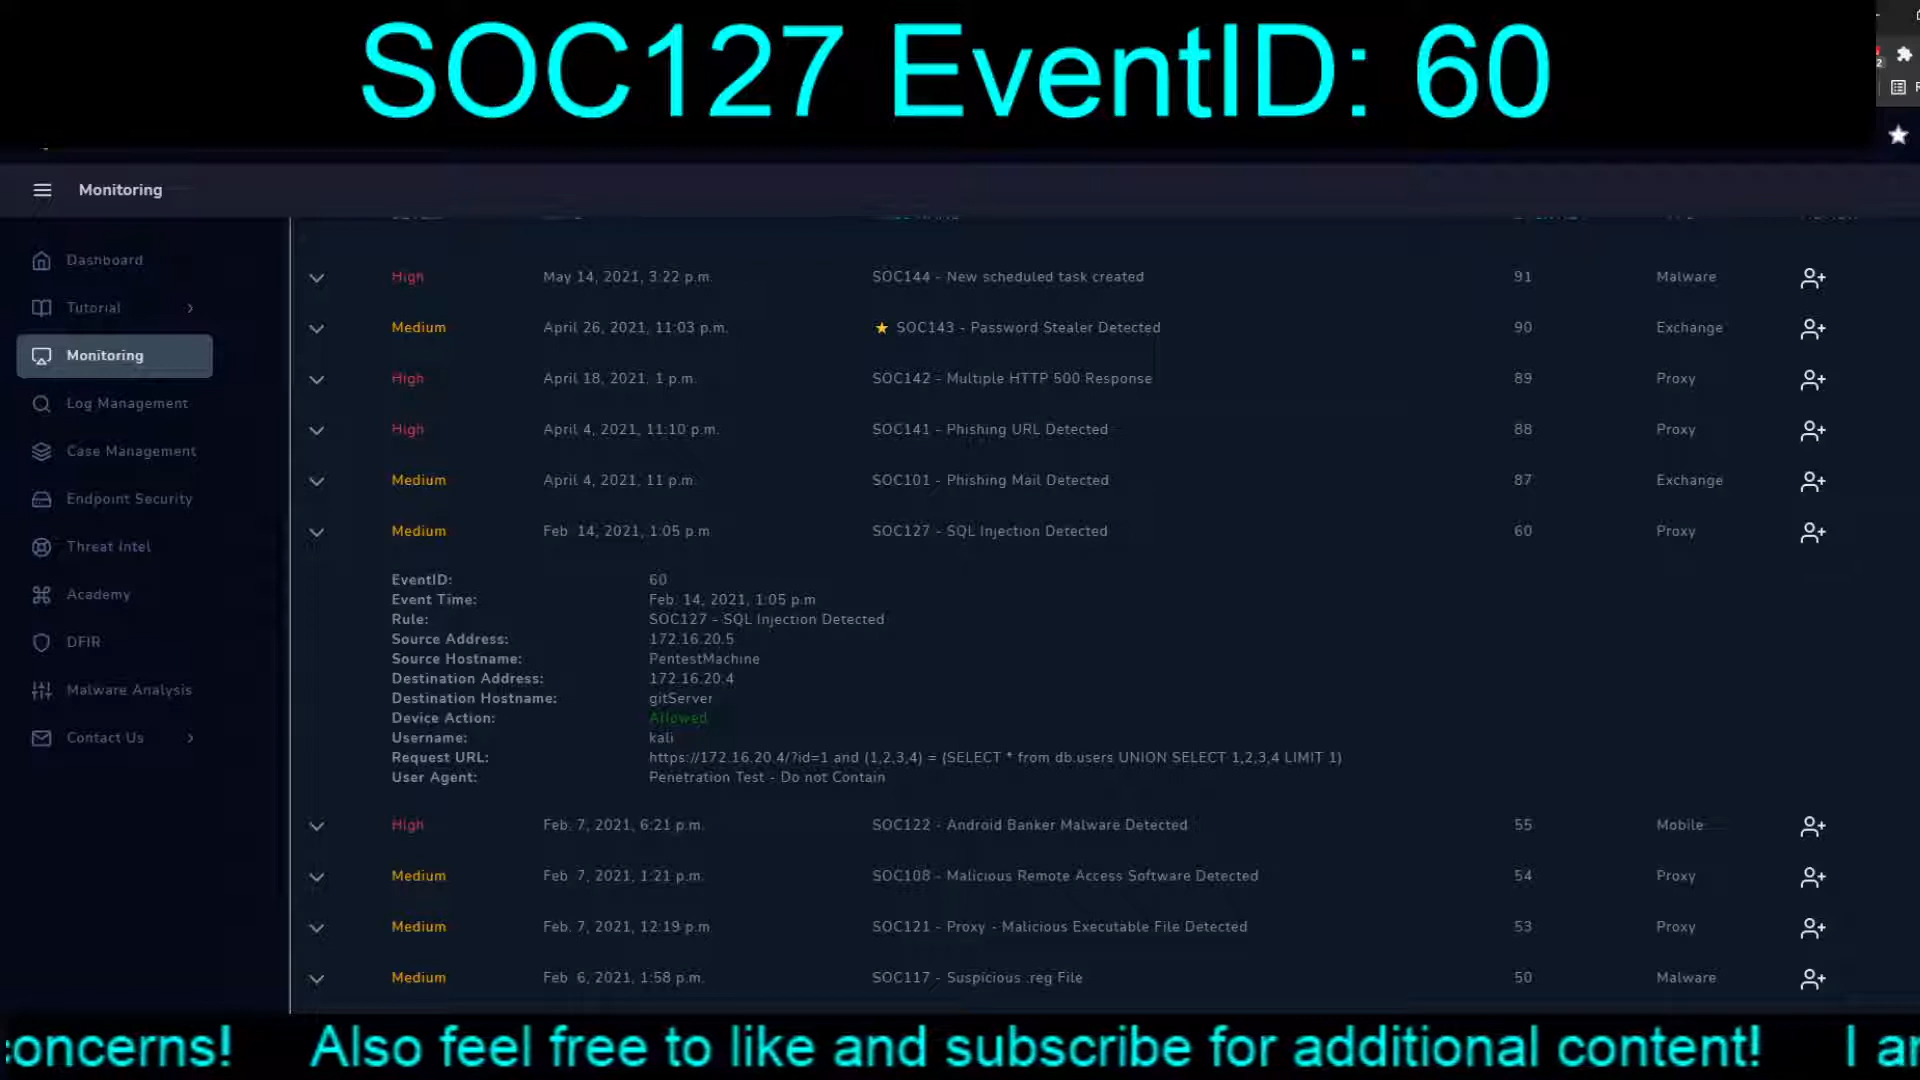 SOC127 EventID: 60
Monitoring
Dashboard
Tutorial
Monitoring
Log Management
Case Management
Endpoint Security
Threat Intel
Academy
DFIR
Malware Analysis
Contact Us
High May 14, 2021, 3:22 p.m. SOC144 - New scheduled task created 91 Malware
Medium April 26, 2021, 11:03 p.m. SOC143 - Password Stealer Detected 90 Exchange
High April 18, 2021, 1 p.m. SOC142 - Multiple HTTP 500 Response 89 Proxy
High April 4, 2021, 11:10 p.m. SOC141 - Phishing URL Detected 88 Proxy
Medium April 4, 2021, 11 p.m. SOC101 - Phishing Mail Detected 87 Exchange
Medium Feb. 14, 2021, 1:05 p.m. SOC127 - SQL Injection Detected 60 Proxy
EventID: 60
Event Time: Feb. 14, 2021, 1:05 p.m.
Rule: SOC127 - SQL Injection Detected
Source Address: 172.16.20.5
Source Hostname: PentestMachine
Destination Address: 172.16.20.4
Destination Hostname: gitServer
Device Action: Allowed
Username: kali
Request URL: https://172.16.20.4/?id=1 and (1,2,3,4) = (SELECT * from db.users UNION SELECT 1,2,3,4 LIMIT 1)
User Agent: Penetration Test - Do not Contain
High Feb. 7, 2021, 6:21 p.m. SOC122 - Android Banker Malware Detected 55 Mobile
Medium Feb. 7, 2021, 1:21 p.m. SOC108 - Malicious Remote Access Software Detected 54 Proxy
Medium Feb. 7, 2021, 12:19 p.m. SOC121 - Proxy - Malicious Executable File Detected 53 Proxy
Medium Feb. 6, 2021, 1:58 p.m. SOC117 - Suspicious .reg File 50 Malware
concerns! Also feel free to like and subscribe for additional content! I